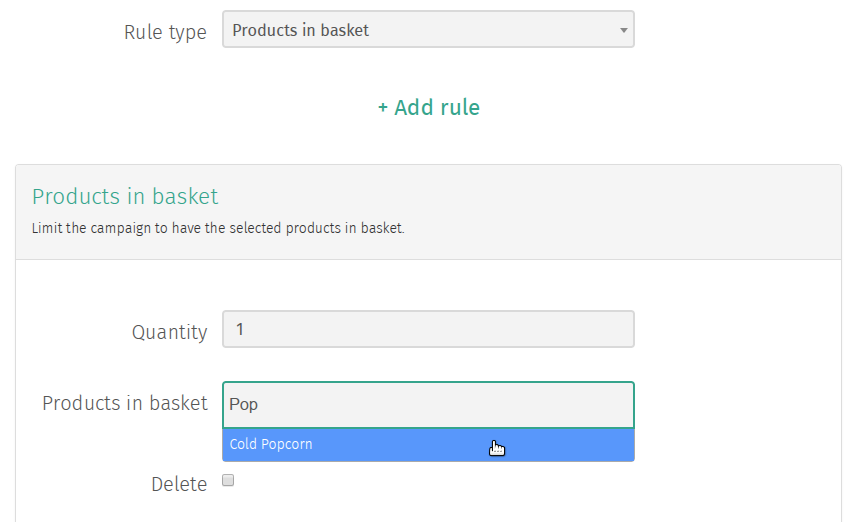 Rule type Products in basket
+ Add rule
Products in basket
Limit the campaign to have the selected products in basket.
Quantity 1
Products in basket Pop
Cold Popcorn
Delete